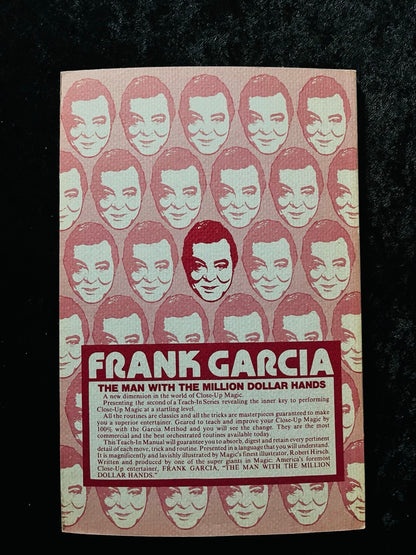 FRANK GARCIA
THE MAN WITH THE MILLION DOLLAR HANDS
A new dimension in the world of Close-Up Magic.
Presenting the second of a Teach-In Series revealing the inner key to preforming
Close-Up Magic at a startling level.
All the routines are classics and all the tricks are masterpieces guaranteed to make
you a superior entertainer. Geared to teach and improve your Close-Up Magic by
100% with the Garcia Method and you will see the change. They are the most
commercial and the best orchestrated routines available today.
This Teach-In Manual will guarantee you to absorb, digest and retain every pertinent
detail of each move, trick and routine. Presented in a language that you understand.
It is magnificently and lavishly illustrated by Magic's finest illustrator, Robert Hirsch.
Written and produced by one of the super giants in Magic. America's foremost
Close-Up entertainer, FRANK GARCIA, "THE MAN WITH THE MILLION
DOLLAR HANDS."